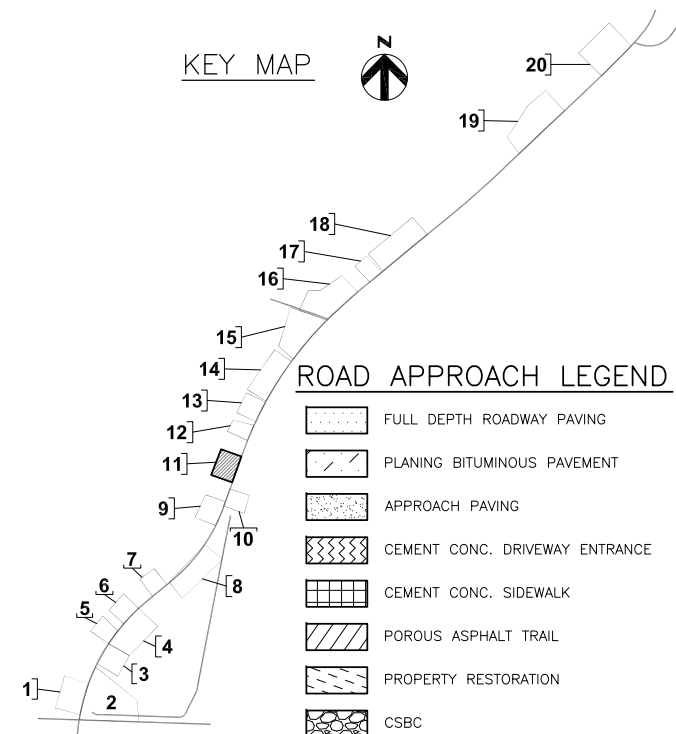 N
KEY MAP
20
19
18
17
16
15
14
13
12
11
9
10
7
8
6
5
4
3
1
2
ROAD APPROACH LEGEND
FULL DEPTH ROADWAY PAVING
PLANING BITUMINOUS PAVEMENT
APPROACH PAVING
CEMENT CONC. DRIVEWAY ENTRANCE
CEMENT CONC. SIDEWALK
POROUS ASPHALT TRAIL
PROPERTY RESTORATION
CSBC